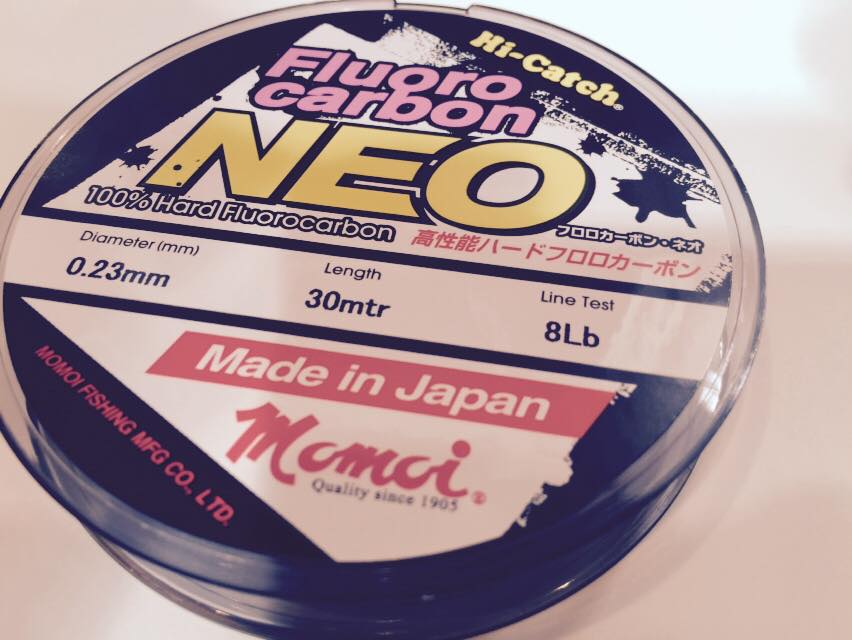 Hi-Catch®
Fluoro
carbon
NEO
100% Hard Fluorocarbon
フロロカーボン・ネオ
高性能ハードフロロカーボン
Diameter (mm)
0.23mm
Length
30mtr
Line Test
8Lb
Made in Japan
Momoi®
Quality since 1905
MOMOI FISHING MFG CO., LTD.